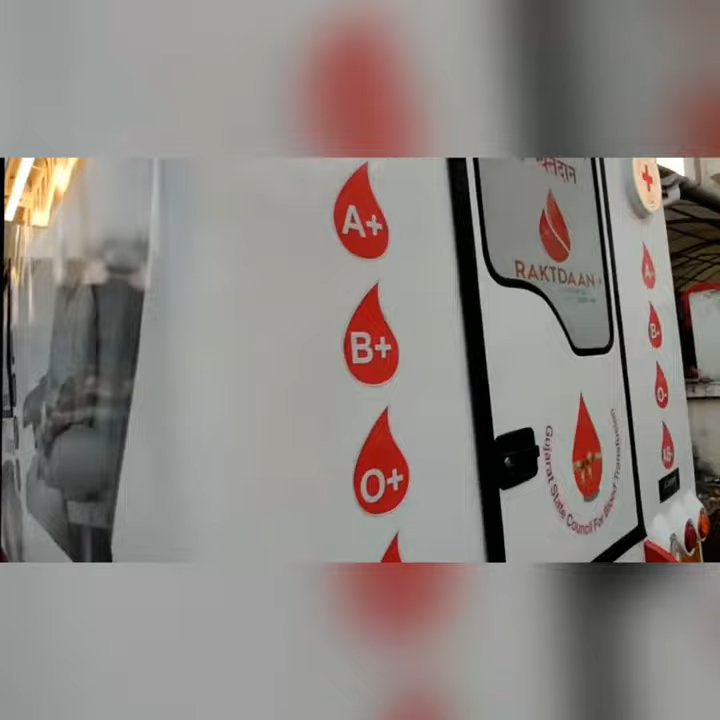 A+
B+
O+
RAKTDAAN
Gujarat State Council For Blood Transfusion
A-
B-
O-
AB-